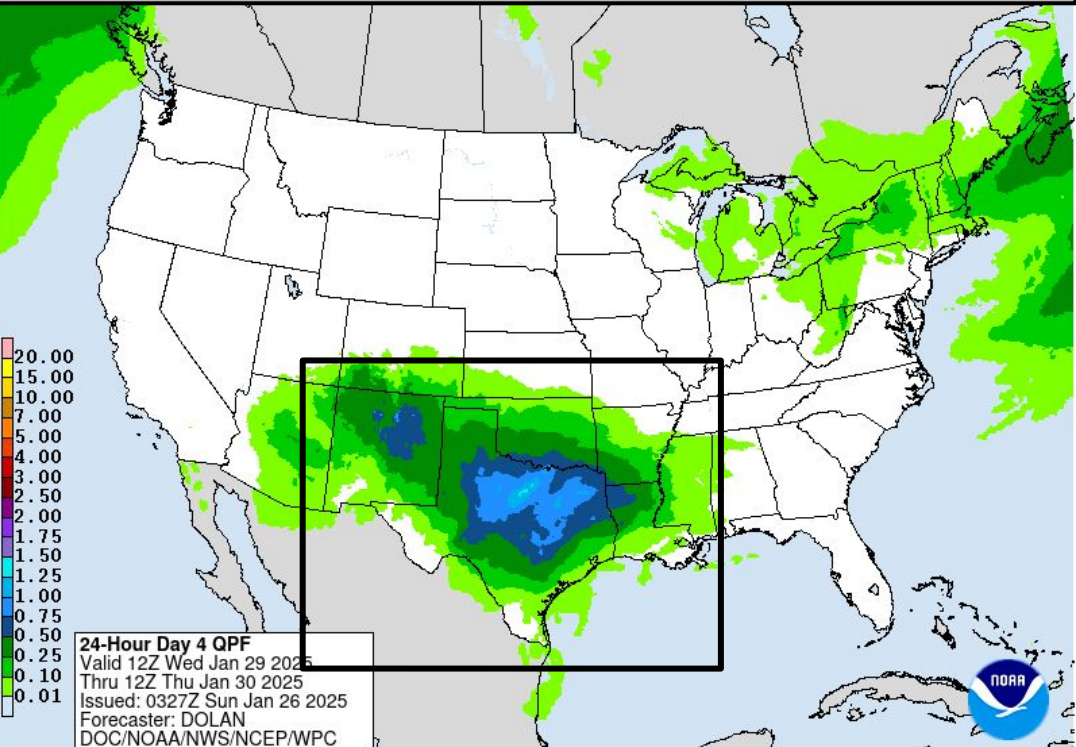 20.00
15.00
10.00
7.00
5.00
4.00
3.00
2.50
2.00
1.75
1.50
1.25
1.00
0.75
0.50
0.25
0.10
0.01
24-Hour Day 4 QPF
Valid 12Z Wed Jan 29 2025
Thru 12Z Thu Jan 30 2025
Issued: 0327Z Sun Jan 26 2025
Forecaster: DOLAN
DOC/NOAA/NWS/NCEP/WPC
NOAA